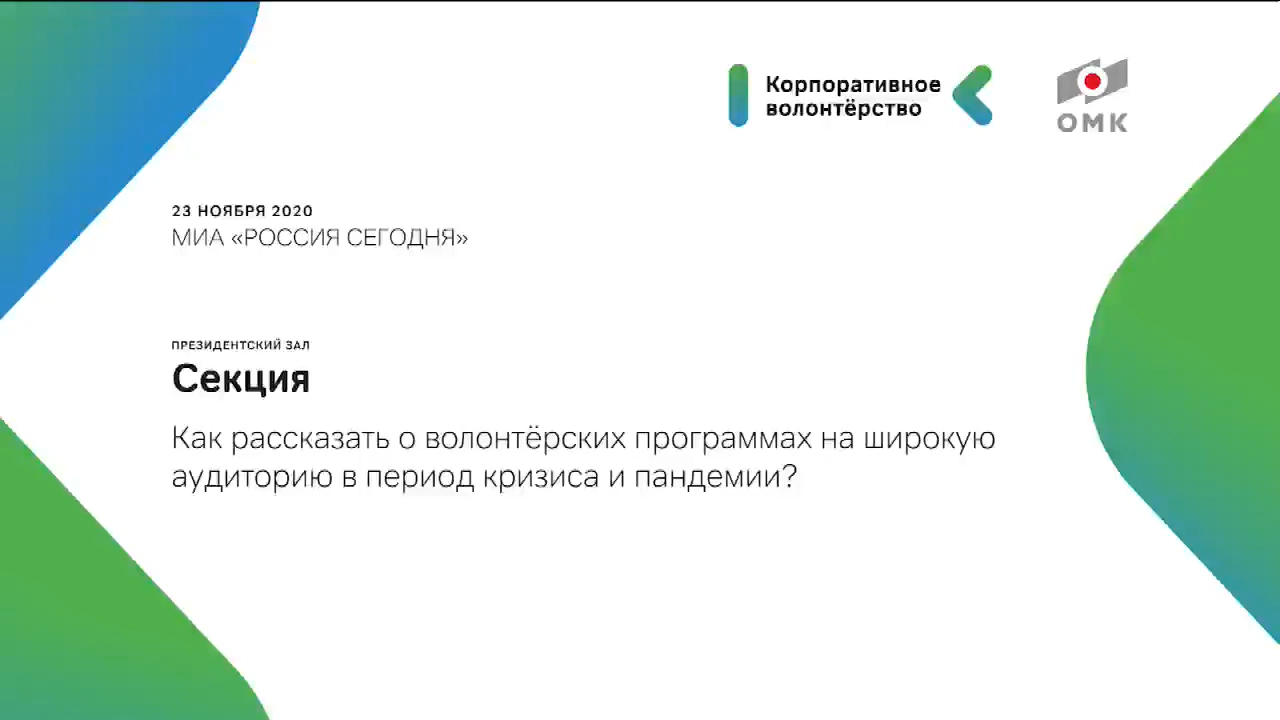 Корпоративное
волонтёрство
ОМК
23 НОЯБРЯ 2020
МИА «РОССИЯ СЕГОДНЯ»
ПРЕЗИДЕНТСКИЙ ЗАЛ
Секция
Как рассказать о волонтёрских программах на широкую
аудиторию в период кризиса и пандемии?